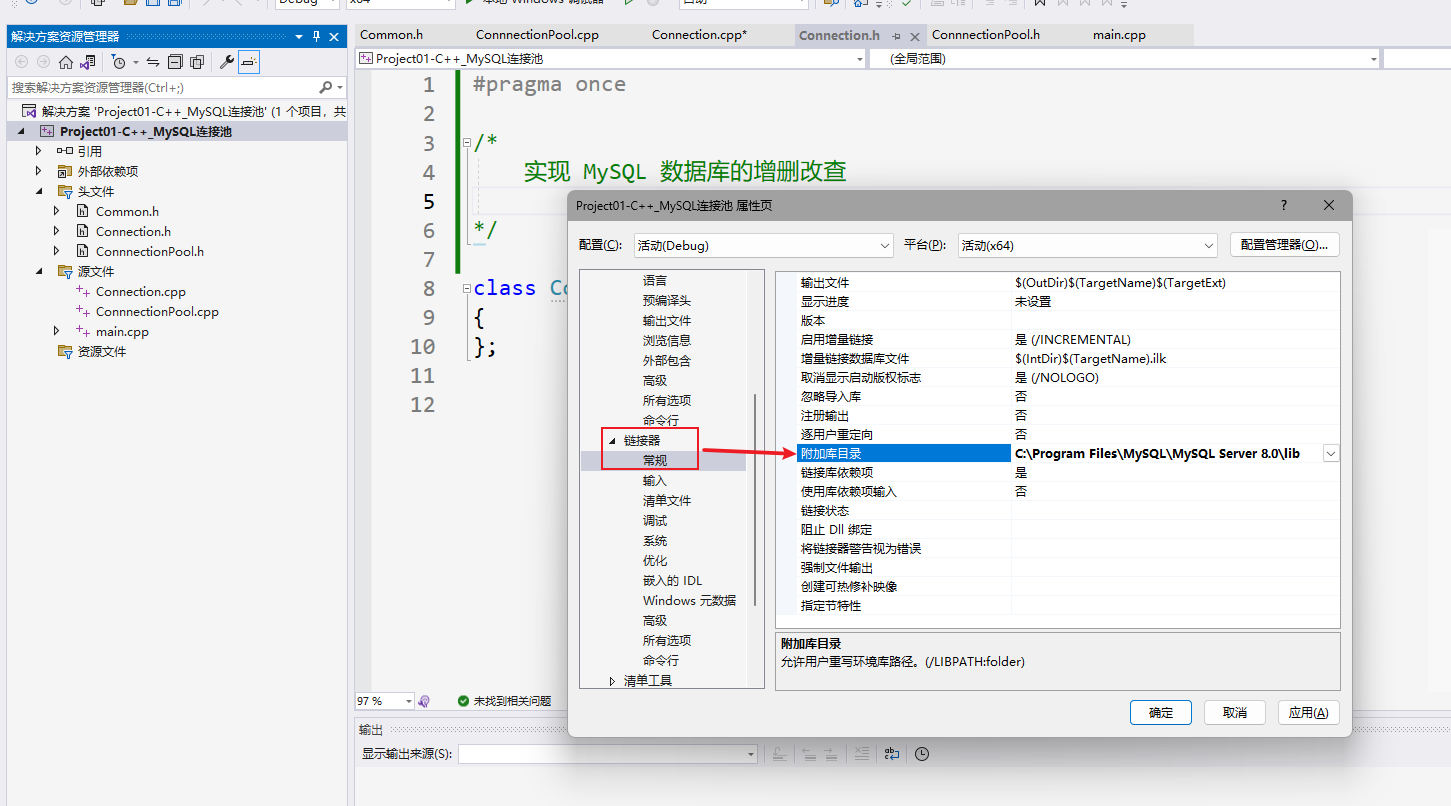 Debug
x64
本地 Windows 调试器
自动
解决方案资源管理器
搜索解决方案资源管理器(Ctrl+;)
解决方案 'Project01-C++_MySQL连接池' (1 个项目，共
Project01-C++_MySQL连接池
引用
外部依赖项
头文件
Common.h
Connection.h
ConnnectionPool.h
源文件
Connection.cpp
ConnnectionPool.cpp
main.cpp
资源文件
Common.h
ConnnectionPool.cpp
Connection.cpp*
Connection.h
ConnnectionPool.h
main.cpp
Project01-C++_MySQL连接池
(全局范围)
1 #pragma once
2
3 /*
4 实现 MySQL 数据库的增删改查
5
6 */
7
8 class Co
9 {
10 };
11
12
97 %
未找到相关问题
输出
显示输出来源(S):
Project01-C++_MySQL连接池 属性页
?
配置(C):
活动(Debug)
平台(P):
活动(x64)
配置管理器(O)...
语言
预编译头
输出文件
浏览信息
外部包含
高级
所有选项
命令行
链接器
常规
输入
清单文件
调试
系统
优化
嵌入的 IDL
Windows 元数据
高级
所有选项
命令行
清单工具
输出文件 $(OutDir)$(TargetName)$(TargetExt)
显示进度 未设置
版本
启用增量链接 是 (/INCREMENTAL)
增量链接数据库文件 $(IntDir)$(TargetName).ilk
取消显示启动版权标志 是 (/NOLOGO)
忽略导入库 否
注册输出 否
逐用户重定向 否
附加库目录 C:\Program Files\MySQL\MySQL Server 8.0\lib
链接库依赖项 是
使用库依赖项输入 否
链接状态
阻止 Dll 绑定
将链接器警告视为错误
强制文件输出
创建可热修补映像
指定节特性
附加库目录
允许用户重写环境库路径。(/LIBPATH:folder)
确定
取消
应用(A)